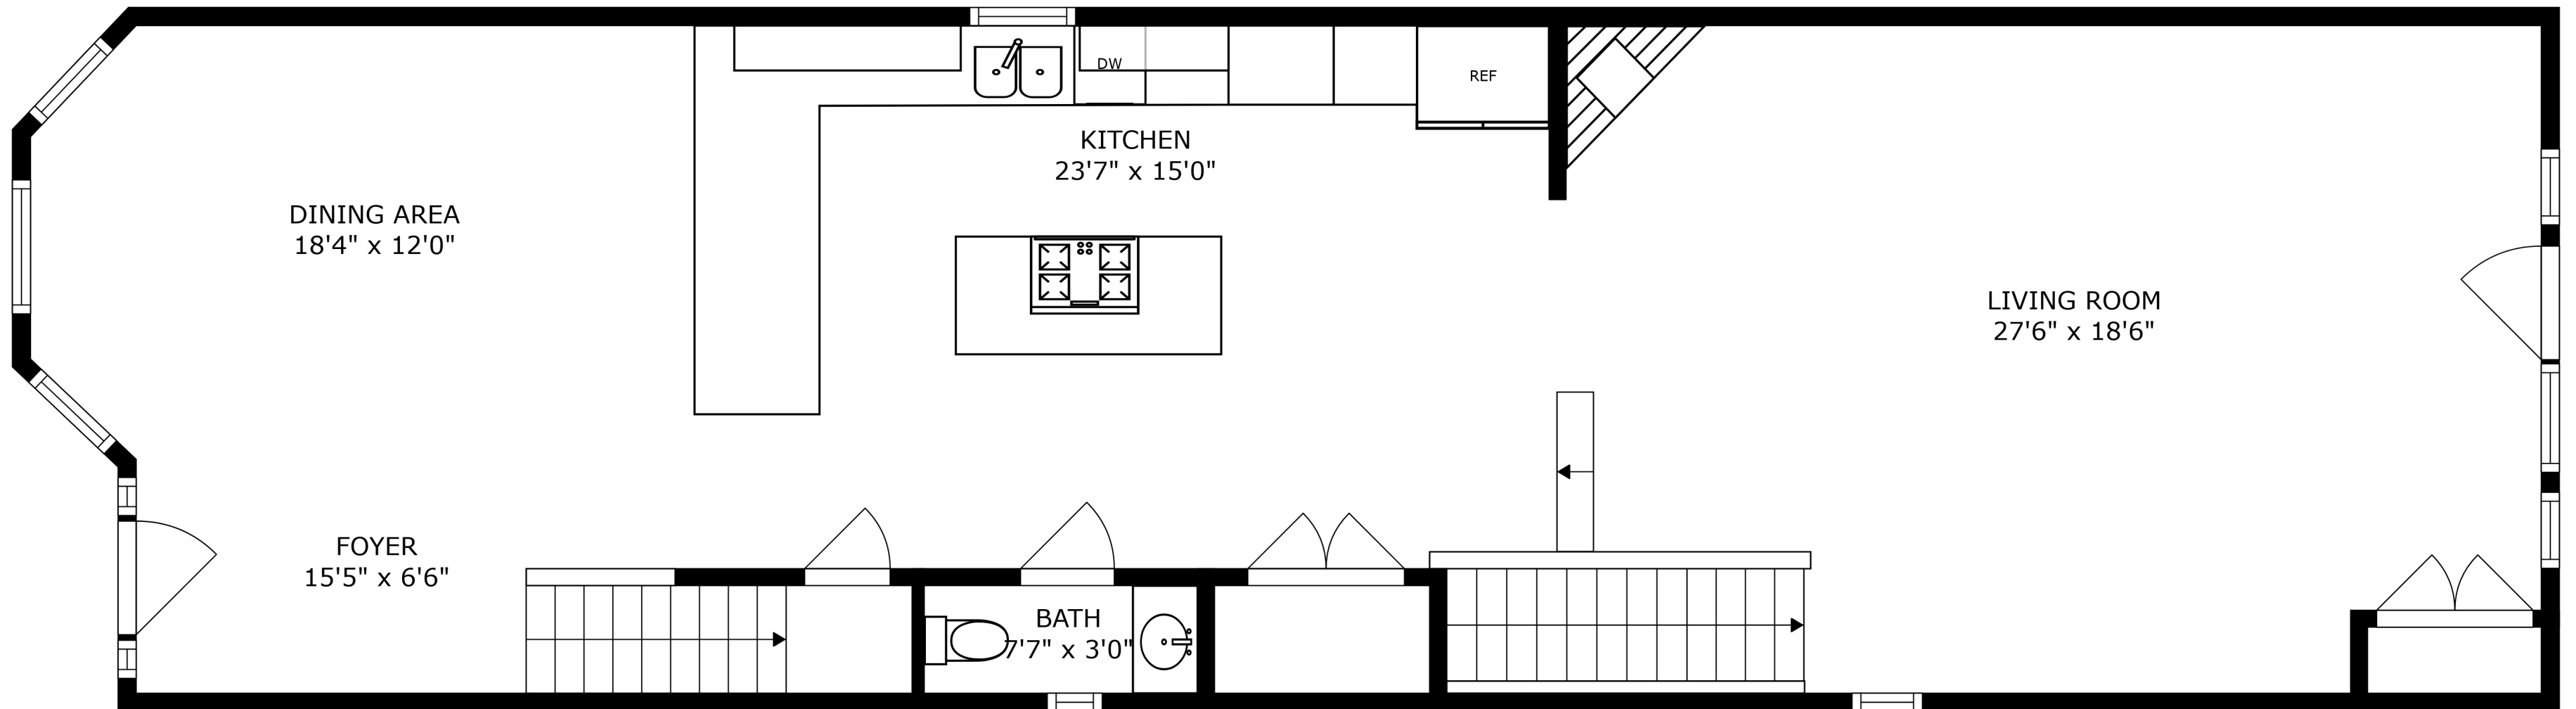 DW
REF
KITCHEN
23'7" x 15'0"
DINING AREA
18'4" x 12'0"
LIVING ROOM
27'6" x 18'6"
FOYER
15'5" x 6'6"
BATH
7'7" x 3'0"